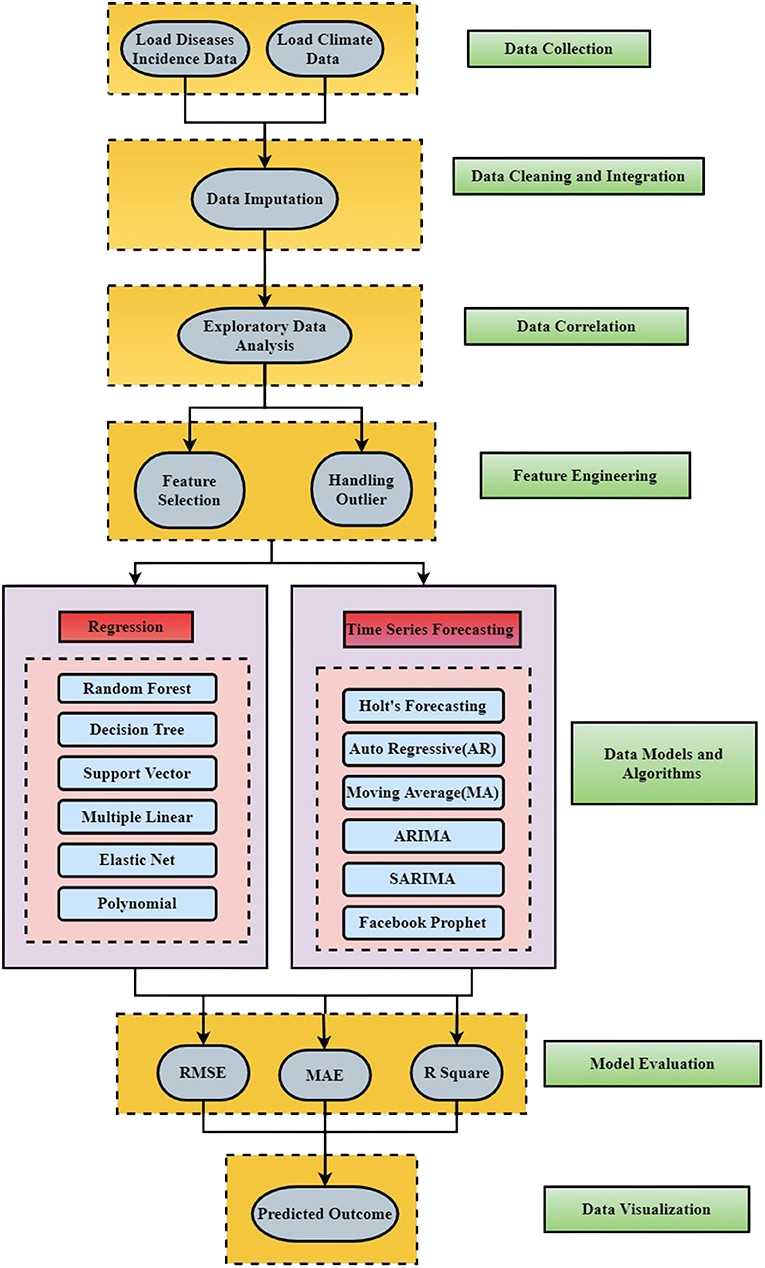 Load Diseases
Incidence Data
Load Climate
Data
Data Collection
Data Imputation
Data Cleaning and Integration
Exploratory Data
Analysis
Data Correlation
Feature
Selection
Handling
Outlier
Feature Engineering
Regression
Random Forest
Decision Tree
Support Vector
Multiple Linear
Elastic Net
Polynomial
Time Series Forecasting
Holt's Forecasting
Auto Regressive(AR)
Moving Average(MA)
ARIMA
SARIMA
Facebook Prophet
Data Models and
Algorithms
RMSE
MAE
R Square
Model Evaluation
Predicted Outcome
Data Visualization